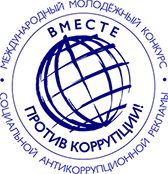 МЕЖДУНАРОДНЫЙ МОЛОДЕЖНЫЙ КОНКУРС
ВМЕСТЕ
ПРОТИВ КОРРУПЦИИ!
СОЦИАЛЬНОЙ АНТИКОРРУПЦИОННОЙ РЕКЛАМЫ